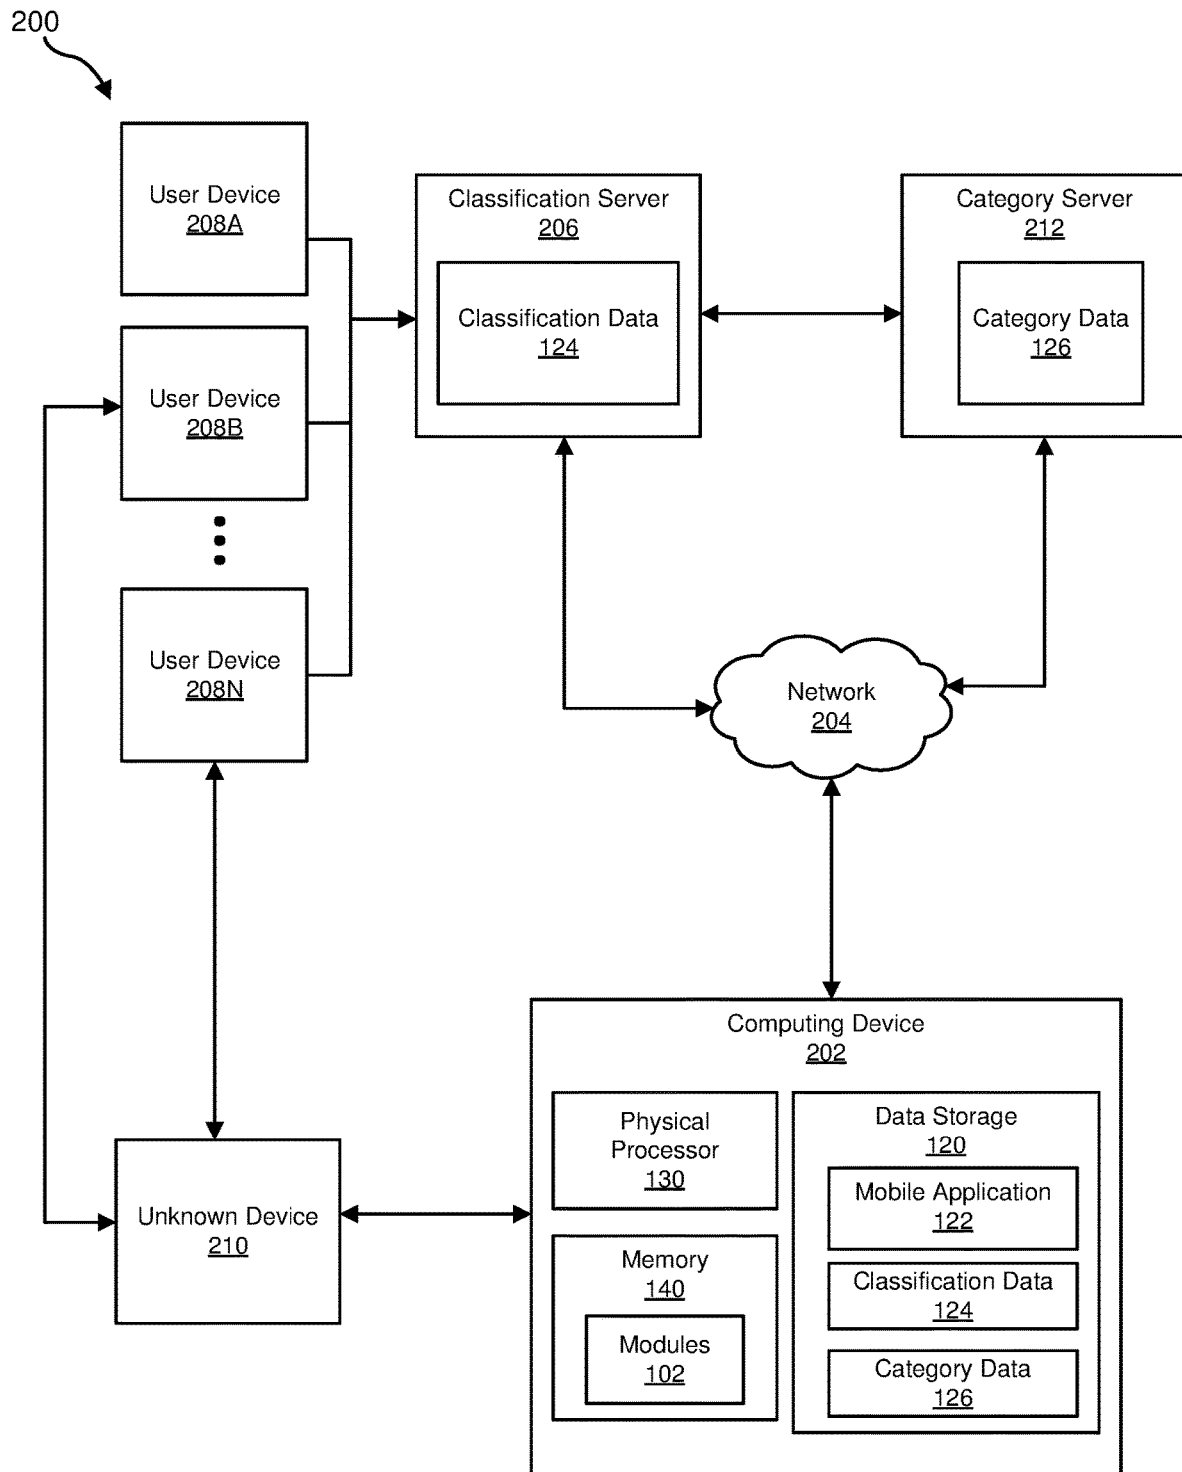 200
User Device
208A
Classification Server
206
Classification Data
124
Category Server
212
Category Data
126
User Device
208B
User Device
208N
Network
204
Computing Device
202
Physical
Processor
130
Memory
140
Modules
102
Data Storage
120
Mobile Application
122
Classification Data
124
Category Data
126
Unknown Device
210